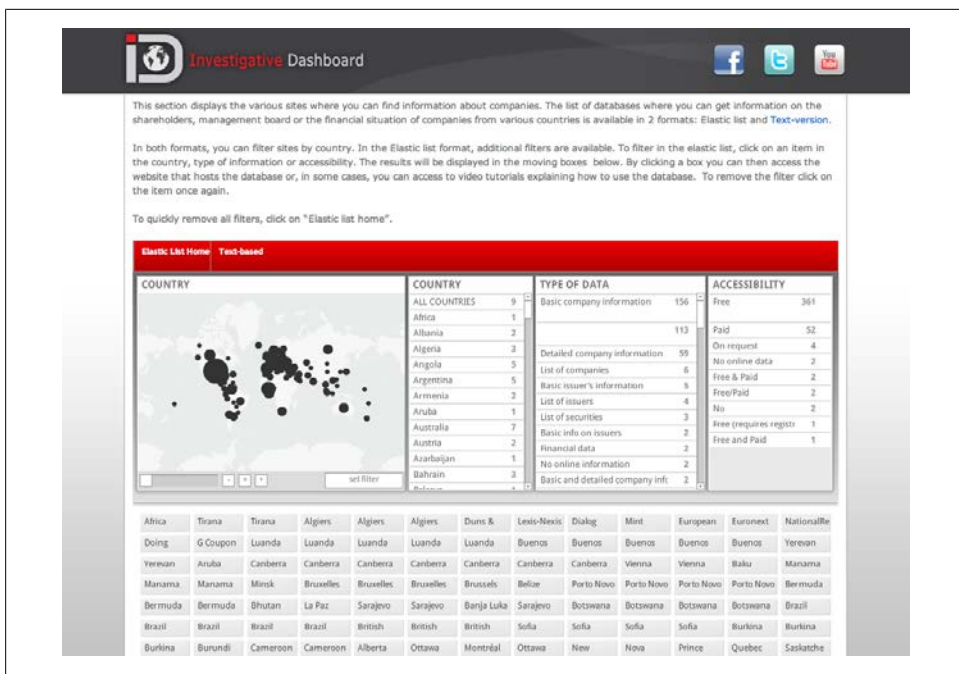 Investigative Dashboard
You Tube
This section displays the various sites where you can find information about companies. The list of databases where you can get information on the
shareholders, management board or the financial situation of companies from various countries is available in 2 formats: Elastic list and Text-version.
In both formats, you can filter sites by country. In the Elastic list format, additional filters are available. To filter in the elastic list, click on an item in
the country, type of information or accessibility. The results will be displayed in the moving boxes below. By clicking a box you can then access the
website that hosts the database or, in some cases, you can access to video tutorials explaining how to use the database. To remove the filter click on
the item once again.
To quickly remove all filters, click on "Elastic list home".
Elastic List Home Text-based
COUNTRY
set filter
COUNTRY
ALL COUNTRIES 9
Africa 1
Albania 2
Algeria 3
Angola 5
Argentina 5
Armenia 2
Aruba 1
Australia 7
Austria 2
Azarbaijan 1
Bahrain 3
TYPE OF DATA
Basic company information 156
113
Detailed company information 59
List of companies 6
Basic issuer's information 5
List of issuers 4
List of securities 3
Basic info on issuers 2
Financial data 2
No online information 2
Basic and detailed company infc 2
ACCESSIBILITY
Free 361
Paid 52
On request 4
No online data 2
Free & Paid 2
Free/Paid 2
No 2
Free (requires registr 1
Free and Paid 1
Africa Tirana Tirana Algiers Algiers Algiers Duns & Lexis-Nexis Dialog Mint European Euronext NationalRe
Doing G Coupon Luanda Luanda Luanda Luanda Luanda Buenos Buenos Buenos Buenos Buenos Yerevan
Yerevan Aruba Canberra Canberra Canberra Canberra Canberra Canberra Canberra Vienna Vienna Baku Manama
Manama Manama Minsk Bruxelles Bruxelles Bruxelles Brussels Belize Porto Novo Porto Novo Porto Novo Porto Novo Bermuda
Bermuda Bermuda Bhutan La Paz Sarajevo Sarajevo Banja Luka Sarajevo Botswana Botswana Botswana Botswana Brazil
Brazil Brazil Brazil Brazil British British British Sofia Sofia Sofia Sofia Burkina Burkina
Burkina Burundi Cameroon Cameroon Alberta Ottawa Montréal Ottawa New Nova Prince Quebec Saskatche